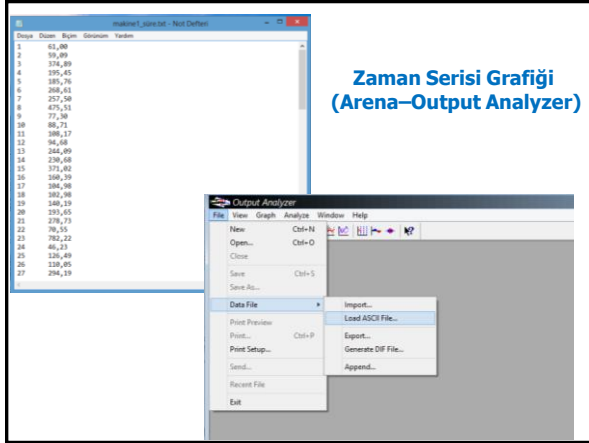 makine1_süre.txt - Not Defteri
Dosya Düzen Biçim Görünüm Yardım
1 61,00
2 59,09
3 374,89
4 195,45
5 185,76
6 268,61
7 257,50
8 475,51
9 77,30
10 88,71
11 108,17
12 94,68
13 244,09
14 230,68
15 371,02
16 160,39
17 104,98
18 102,98
19 140,19
20 193,65
21 278,73
22 70,55
23 782,22
24 46,23
25 126,49
26 110,05
27 294,19
Zaman Serisi Grafiği
(Arena–Output Analyzer)
Output Analyzer
File View Graph Analyze Window Help
New Ctrl+N
Open... Ctrl+O
Close
Save Ctrl+S
Save As...
Data File
Print Preview
Print... Ctrl+P
Print Setup...
Send...
Recent File
Exit
Import...
Load ASCII File...
Export...
Generate DIF File...
Append...